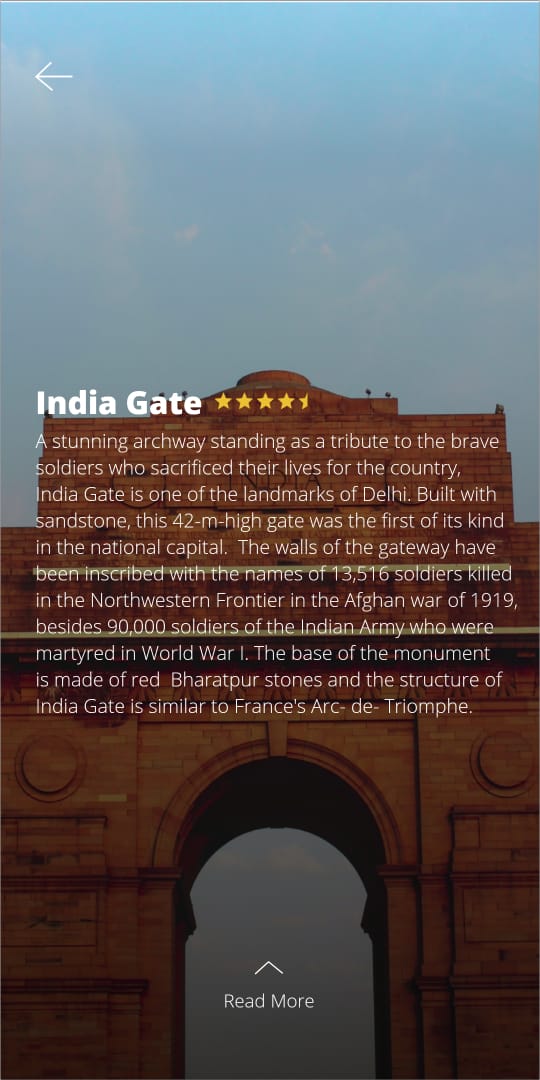 India Gate
A stunning archway standing as a tribute to the brave
soldiers who sacrificed their lives for the country,
India Gate is one of the landmarks of Delhi. Built with
sandstone, this 42-m-high gate was the first of its kind
in the national capital.  The walls of the gateway have
been inscribed with the names of 13,516 soldiers killed
in the Northwestern Frontier in the Afghan war of 1919,
besides 90,000 soldiers of the Indian Army who were
martyred in World War I. The base of the monument
is made of red  Bharatpur stones and the structure of
India Gate is similar to France's Arc- de- Triomphe.
INDIA
Read More